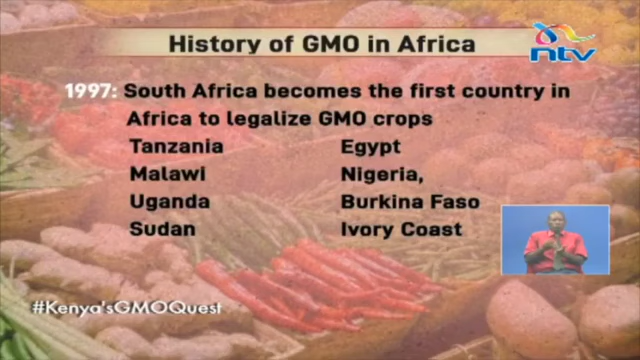 ntv
History of GMO in Africa
1997: South Africa becomes the first country in
Africa to legalize GMO crops
Tanzania Egypt
Malawi Nigeria,
Uganda Burkina Faso
Sudan Ivory Coast
#Kenya'sGMOQuest